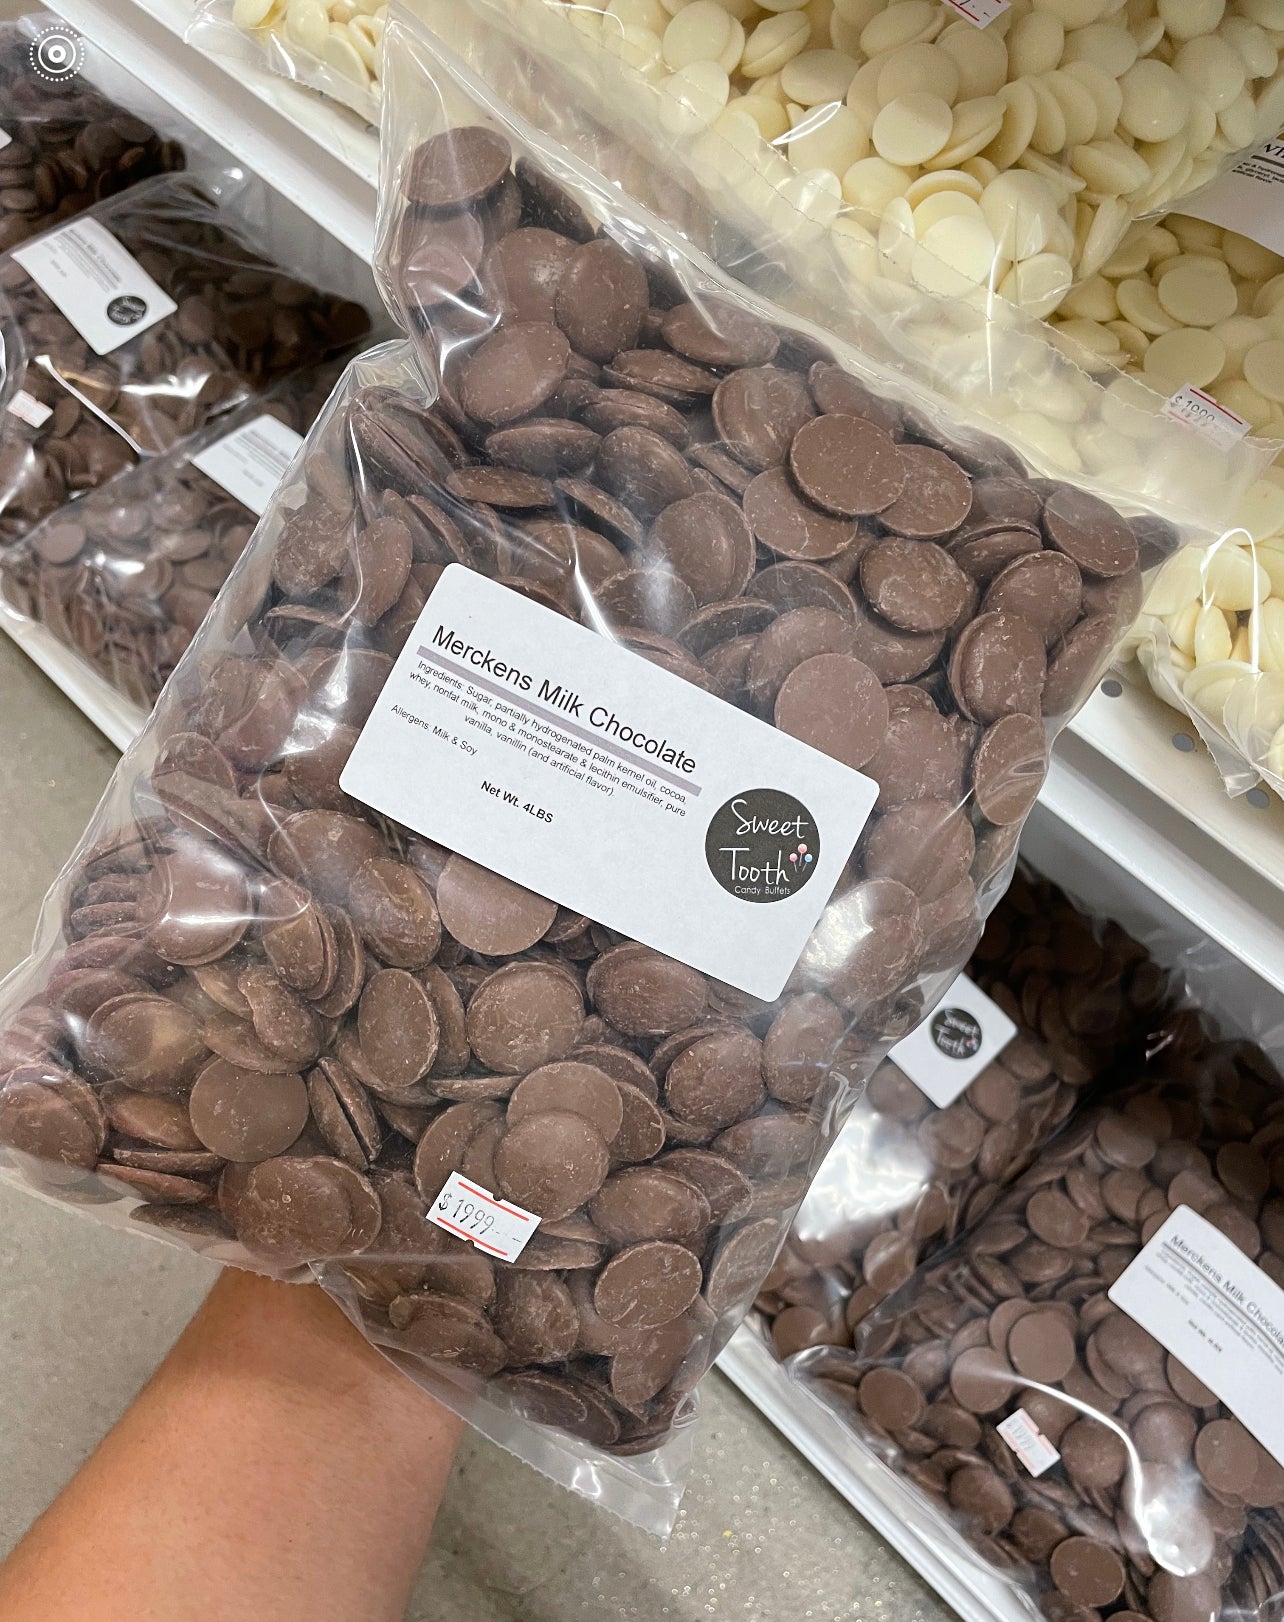 Merckens Milk Chocolate
Ingredients: Sugar, partially hydrogenated palm kernel oil, cocoa,
whey, nonfat milk, mono & monostearate & lecithin emulsifier, pure
vanilla, vanillin (and artificial flavor).
Allergens: Milk & Soy
Net Wt. 4LBS
Sweet
Tooth
Candy Buffets
$1999
$1999
Sweet
Tooth
Merckens Milk